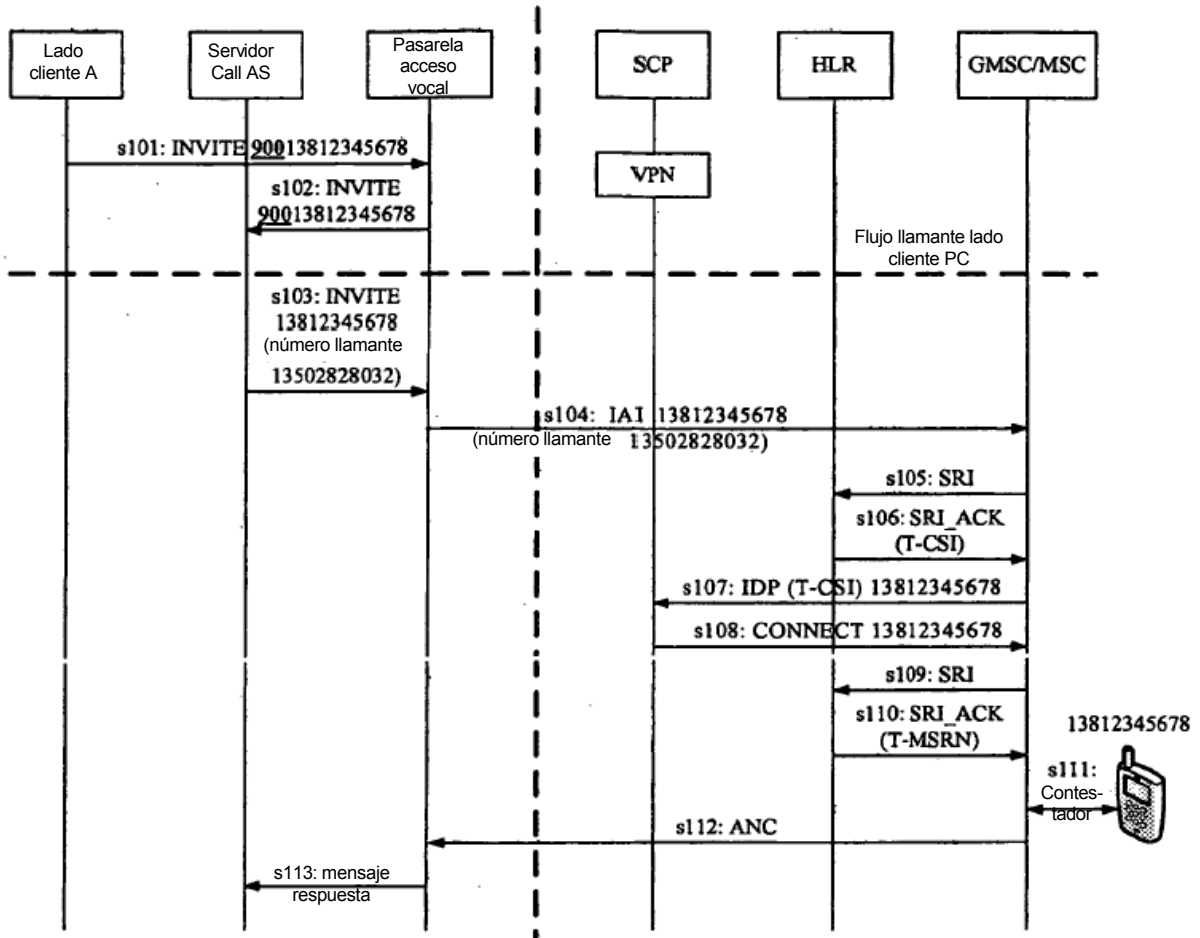 Lado
cliente A
Servidor
Call AS
Pasarela
acceso
vocal
SCP
HLR
GMSC/MSC
VPN
s101: INVITE 90013812345678
s102: INVITE
90013812345678
Flujo llamante lado
cliente PC
s103: INVITE
13812345678
(número llamante
13502828032)
s104: IAI 13812345678
(número llamante 13502828032)
s105: SRI
s106: SRI_ACK
(T-CSI)
s107: IDP (T-CSI) 13812345678
s108: CONNECT 13812345678
s109: SRI
s110: SRI_ACK
(T-MSRN)
13812345678
s111:
Contes-
tador
s112: ANC
s113: mensaje
respuesta